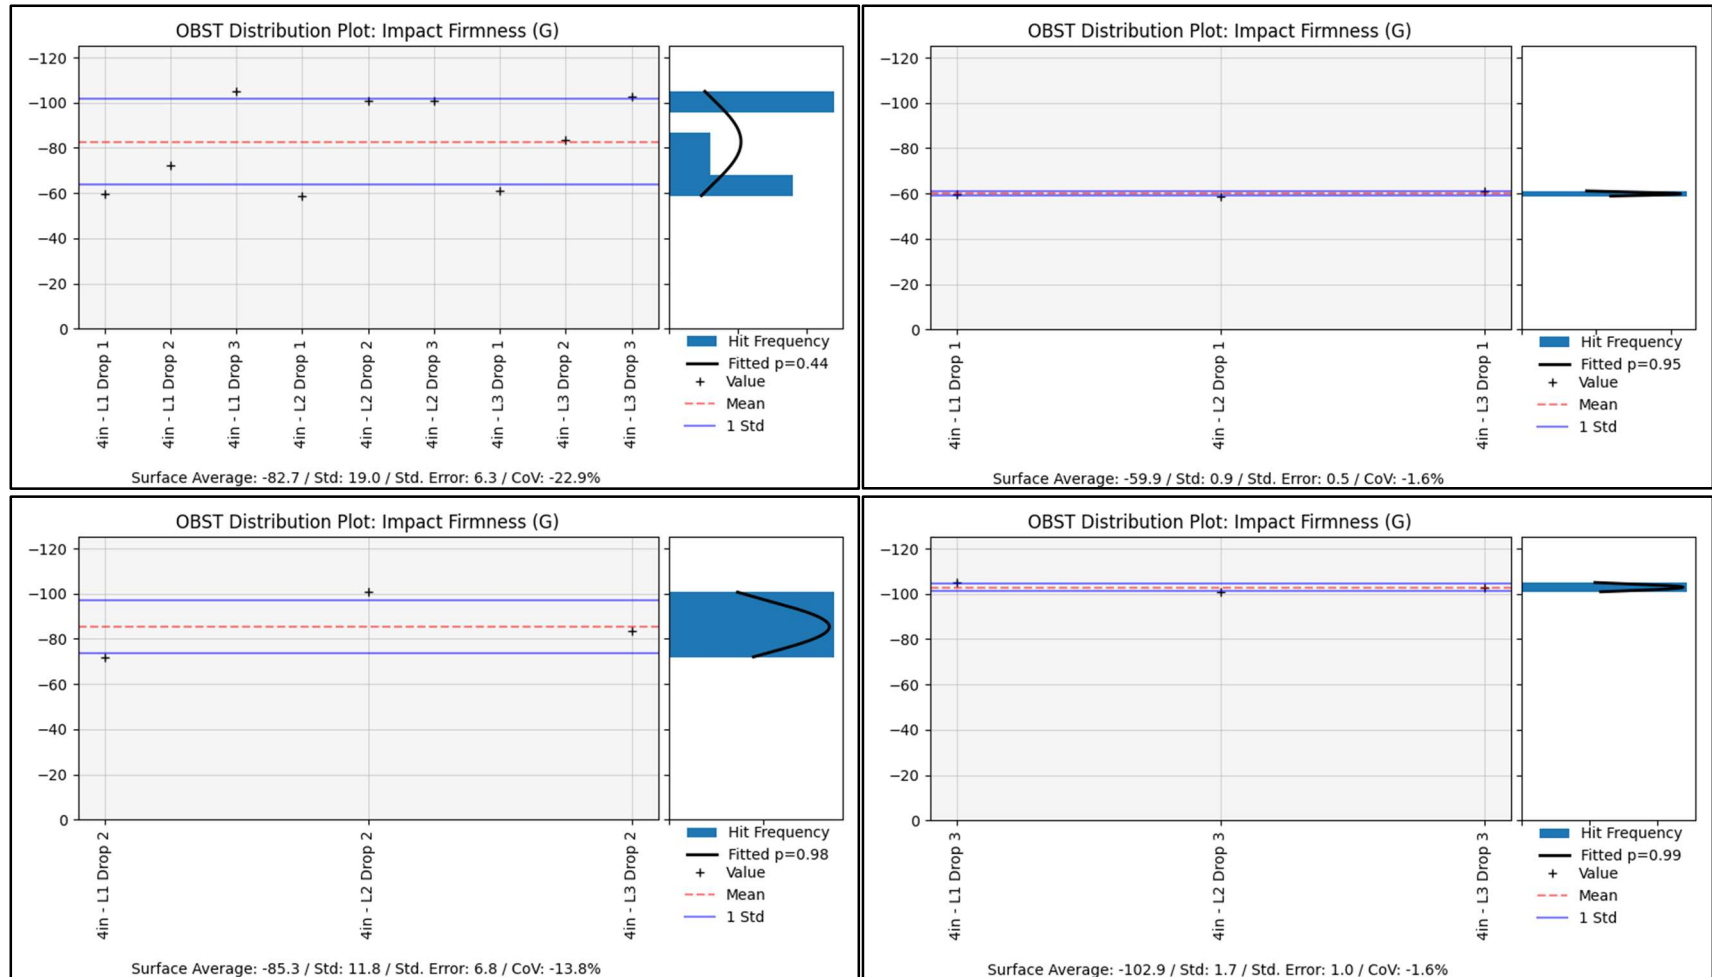 OBST Distribution Plot: Impact Firmness (G)
−120
−100
−80
−60
−40
−20
0
4in - L1 Drop 1
4in - L1 Drop 2
4in - L1 Drop 3
4in - L2 Drop 1
4in - L2 Drop 2
4in - L2 Drop 3
4in - L3 Drop 1
4in - L3 Drop 2
4in - L3 Drop 3
Hit Frequency
Fitted p=0.44
Value
Mean
1 Std
Surface Average: -82.7 / Std: 19.0 / Std. Error: 6.3 / CoV: -22.9%
OBST Distribution Plot: Impact Firmness (G)
−120
−100
−80
−60
−40
−20
0
4in - L1 Drop 1
4in - L2 Drop 1
4in - L3 Drop 1
Hit Frequency
Fitted p=0.95
Value
Mean
1 Std
Surface Average: -59.9 / Std: 0.9 / Std. Error: 0.5 / CoV: -1.6%
OBST Distribution Plot: Impact Firmness (G)
−120
−100
−80
−60
−40
−20
0
4in - L1 Drop 2
4in - L2 Drop 2
4in - L3 Drop 2
Hit Frequency
Fitted p=0.98
Value
Mean
1 Std
Surface Average: -85.3 / Std: 11.8 / Std. Error: 6.8 / CoV: -13.8%
OBST Distribution Plot: Impact Firmness (G)
−120
−100
−80
−60
−40
−20
0
4in - L1 Drop 3
4in - L2 Drop 3
4in - L3 Drop 3
Hit Frequency
Fitted p=0.99
Value
Mean
1 Std
Surface Average: -102.9 / Std: 1.7 / Std. Error: 1.0 / CoV: -1.6%